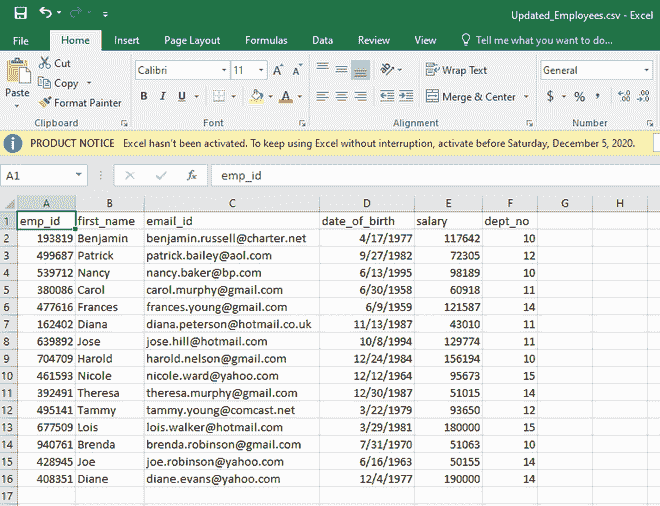 Updated_Employees.csv - Excel
File Home Insert Page Layout Formulas Data Review View Tell me what you want to do...
Paste Cut Copy Format Painter
Calibri 11 A A B I U A
Wrap Text Merge & Center
General $ % , .00 .0
Clipboard Font Alignment Number
PRODUCT NOTICE Excel hasn't been activated. To keep using Excel without interruption, activate before Saturday, December 5, 2020.
A1 fx emp_id
A B C D E F G H
1 emp_id first_name email_id date_of_birth salary dept_no
2 193819 Benjamin benjamin.russell@charter.net 4/17/1977 117642 10
3 499687 Patrick patrick.bailey@aol.com 9/27/1982 72305 12
4 539712 Nancy nancy.baker@bp.com 6/13/1995 98189 10
5 380086 Carol carol.murphy@gmail.com 6/30/1958 60918 11
6 477616 Frances frances.young@gmail.com 6/9/1959 121587 14
7 162402 Diana diana.peterson@hotmail.co.uk 11/13/1987 43010 11
8 639892 Jose jose.hill@hotmail.com 10/8/1994 129774 11
9 704709 Harold harold.nelson@gmail.com 12/24/1984 156194 10
10 461593 Nicole nicole.ward@yahoo.com 12/12/1964 95673 15
11 392491 Theresa theresa.murphy@gmail.com 12/30/1987 51015 14
12 495141 Tammy tammy.young@comcast.net 3/22/1979 93650 12
13 677509 Lois lois.walker@hotmail.com 3/29/1981 180000 15
14 940761 Brenda brenda.robinson@gmail.com 7/31/1970 51063 10
15 428945 Joe joe.robinson@yahoo.com 6/16/1963 50155 14
16 408351 Diane diane.evans@yahoo.com 12/4/1977 190000 14
17